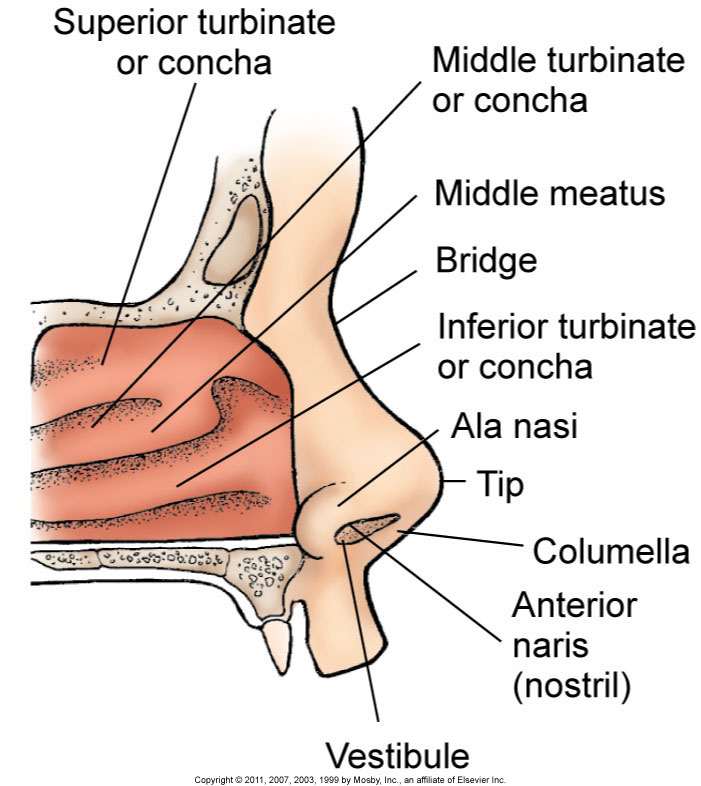 Superior turbinate
or concha
Middle turbinate
or concha
Middle meatus
Bridge
Inferior turbinate
or concha
Ala nasi
Tip
Columella
Anterior
naris
(nostril)
Vestibule
Copyright © 2011, 2007, 2003, 1999 by Mosby, Inc., an affiliate of Elsevier Inc.